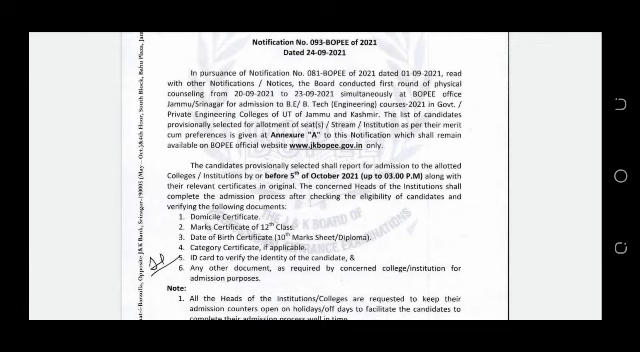 Notification No. 093-BOPEE of 2021
Dated 24-09-2021
In pursuance of Notification No. 081-BOPEE of 2021 dated 01-09-2021, read
with other Notifications / Notices, the Board conducted first round of physical
counseling from 20-09-2021 to 23-09-2021 simultaneously at BOPEE office
Jammu/Srinagar for admission to B.E/ B. Tech (Engineering) courses-2021 in Govt. /
Private Engineering Colleges of UT of Jammu and Kashmir. The list of candidates
provisionally selected for allotment of seat(s) / Stream / Institution as per their merit
cum preferences is given at Annexure "A" to this Notification which shall remain
available on BOPEE official website www.jkbopee.gov.in only.
The candidates provisionally selected shall report for admission to the allotted
Colleges / Institutions by or before 5th of October 2021 (up to 03.00 P.M) along with
their relevant certificates in original. The concerned Heads of the Institutions shall
complete the admission process after checking the eligibility of candidates and
verifying the following documents:
1. Domicile Certificate.
2. Marks Certificate of 12th Class.
3. Date of Birth Certificate (10th Marks Sheet/Diploma).
4. Category Certificate, if applicable.
5. ID card to verify the identity of the candidate, &
6. Any other document, as required by concerned college/institution for
admission purposes.
Note:
1. All the Heads of the Institutions/Colleges are requested to keep their
admission counters open on holidays/off days to facilitate the candidates to
complete their admission process well in time.
THE J& K BOARD OF
ENTRANCE EXAMINATIONS